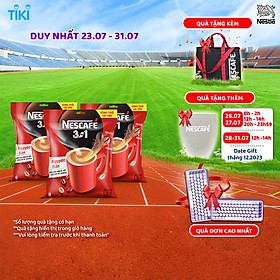 TIKI
Nestlé
DUY NHẤT 23.07 - 31.07
QUÀ TẶNG KÈM
NESCAFÉ
3in1
QUÀ TẶNG THÊM
NESCAFÉ
26.07
27.07
0h - 2h
12h - 14h
20h - 23h59
28-31.07
12h -14h
Date Gift
tháng 12.2023
QUÀ ĐƠN CAO NHẤT
*Số lượng quà tặng có hạn
*Quà tặng hiển thị trong giỏ hàng
*Vui lòng kiểm tra trước khi thanh toán*